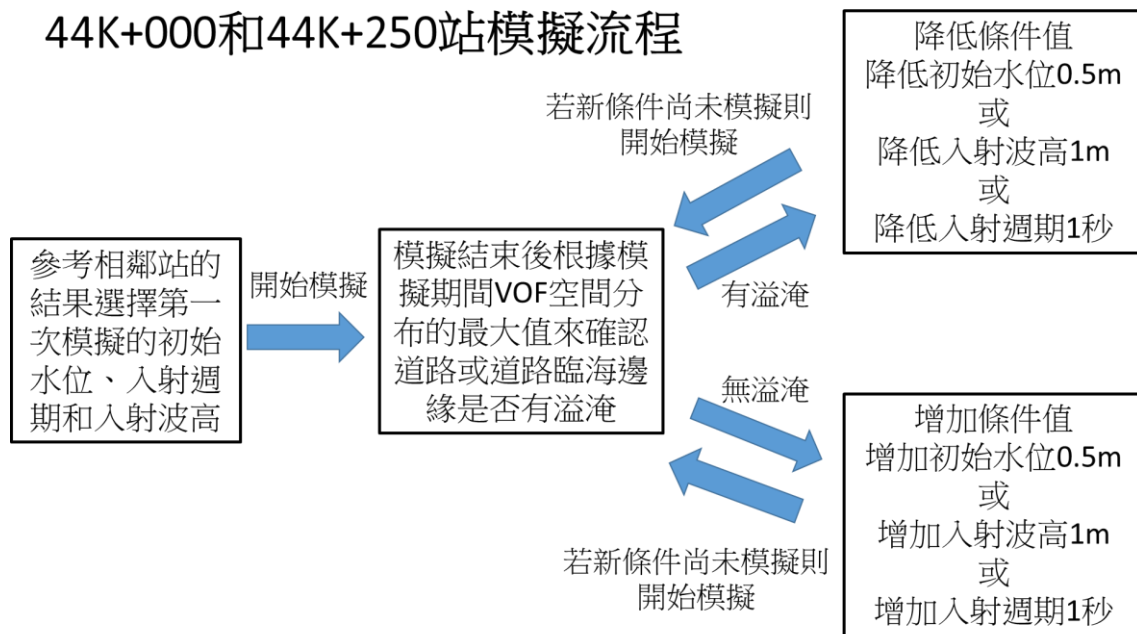 44K+000和44K+250站模擬流程
參考相鄰站的
結果選擇第一
次模擬的初始
水位、入射週
期和入射波高
開始模擬
模擬結束後根據模
擬期間VOF空間分
布的最大值來確認
道路或道路臨海邊
緣是否有溢淹
若新條件尚未模擬則
開始模擬
有溢淹
降低條件值
降低初始水位0.5m
或
降低入射波高1m
或
降低入射週期1秒
無溢淹
若新條件尚未模擬則
開始模擬
增加條件值
增加初始水位0.5m
或
增加入射波高1m
或
增加入射週期1秒